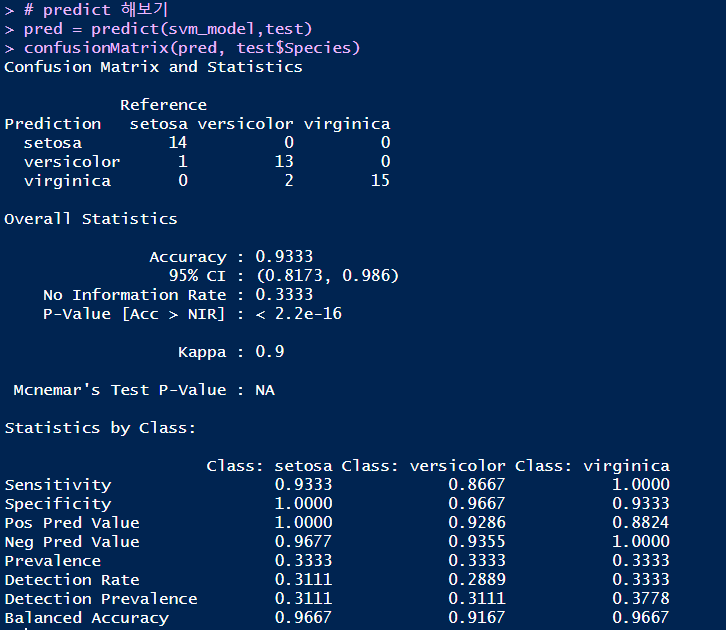 > # predict 해보기
> pred = predict(svm_model,test)
> confusionMatrix(pred, test$Species)
Confusion Matrix and Statistics
Reference
Prediction setosa versicolor virginica
setosa 14 0 0
versicolor 1 13 0
virginica 0 2 15
Overall Statistics
Accuracy : 0.9333
95% CI : (0.8173, 0.986)
No Information Rate : 0.3333
P-Value [Acc > NIR] : < 2.2e-16
Kappa : 0.9
Mcnemar's Test P-Value : NA
Statistics by Class:
Class: setosa Class: versicolor Class: virginica
Sensitivity 0.9333 0.8667 1.0000
Specificity 1.0000 0.9667 0.9333
Pos Pred Value 1.0000 0.9286 0.8824
Neg Pred Value 0.9677 0.9355 1.0000
Prevalence 0.3333 0.3333 0.3333
Detection Rate 0.3111 0.2889 0.3333
Detection Prevalence 0.3111 0.3111 0.3778
Balanced Accuracy 0.9667 0.9167 0.9667